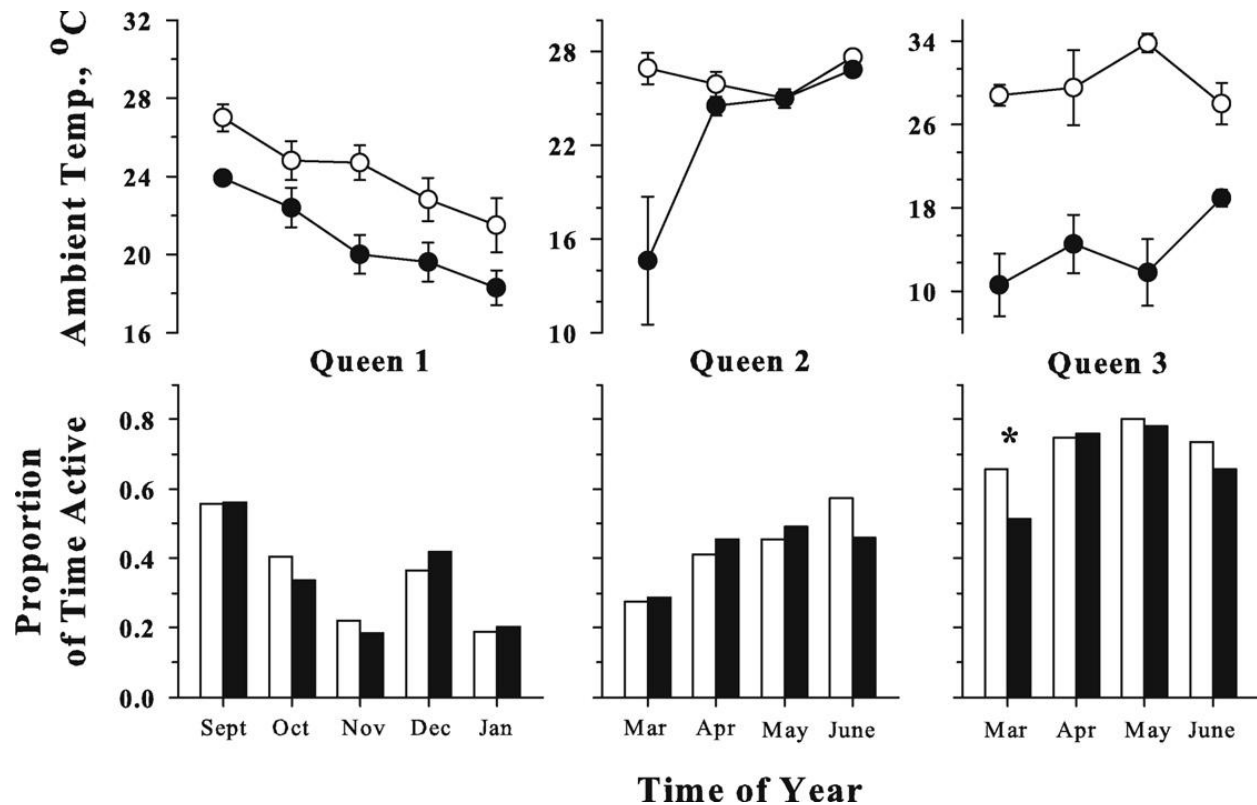 Ambient Temp., °C
32
28
24
20
16
28
22
16
10
34
26
18
10
Queen 1
Queen 2
Queen 3
Proportion
of Time Active
0.8
0.6
0.4
0.2
0.0
*
Sept Oct Nov Dec Jan
Mar Apr May June
Mar Apr May June
Time of Year